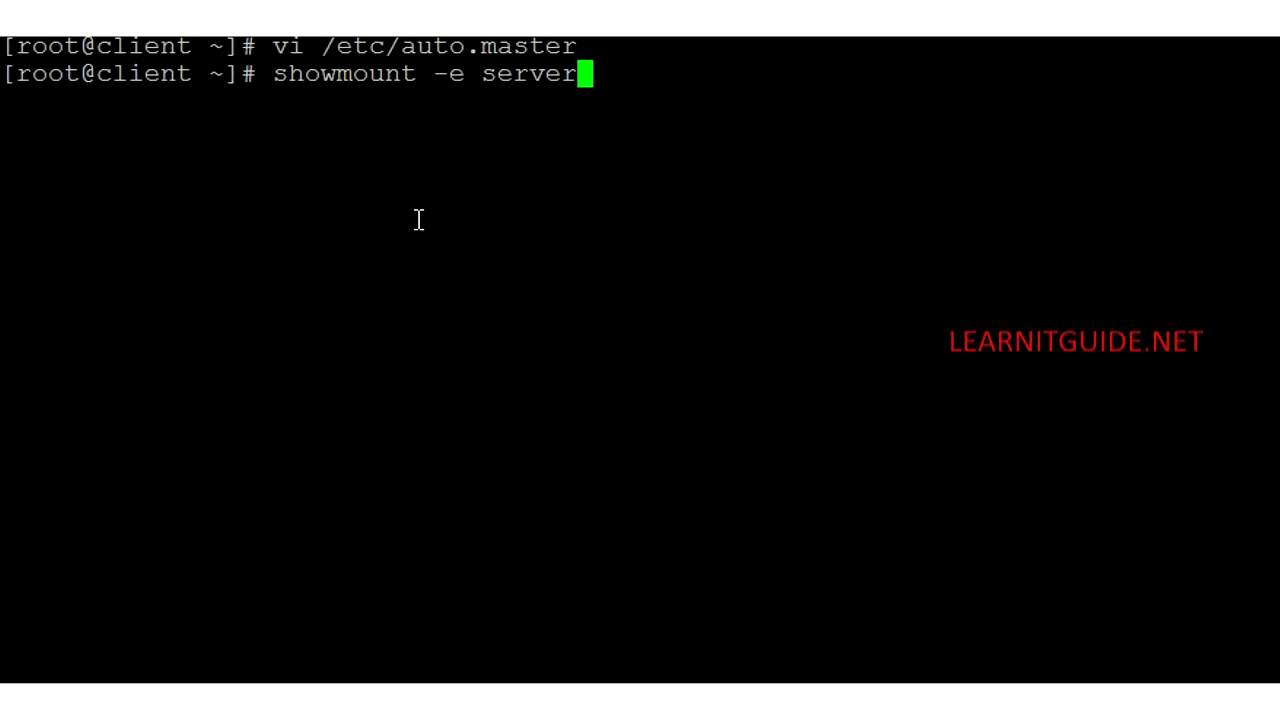 [root@client ~]# vi /etc/auto.master
[root@client ~]# showmount -e server
LEARNITGUIDE.NET